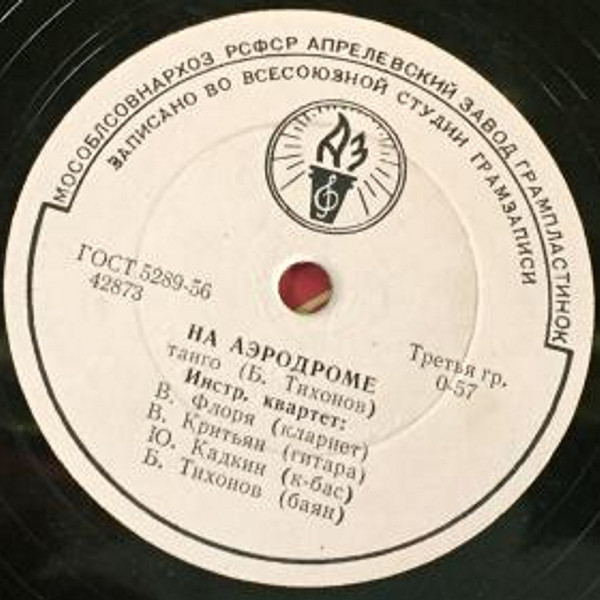 МОСОБЛСОВНАРХОЗ РСФСР АПРЕЛЕВСКИЙ ЗАВОД ГРАМПЛАСТИНОК
ЗАПИСАНО ВО ВСЕСОЮЗНОЙ СТУДИИ ГРАМЗАПИСИ
АЗ
ГОСТ 5289-56
42873
Третья гр.
0-57
НА АЭРОДРОМЕ
танго (Б. Тихонов)
Инстр. квартет:
В. Флоря (кларнет)
В. Критьян (гитара)
Ю. Кадкин (к-бас)
Б. Тихонов (баян)